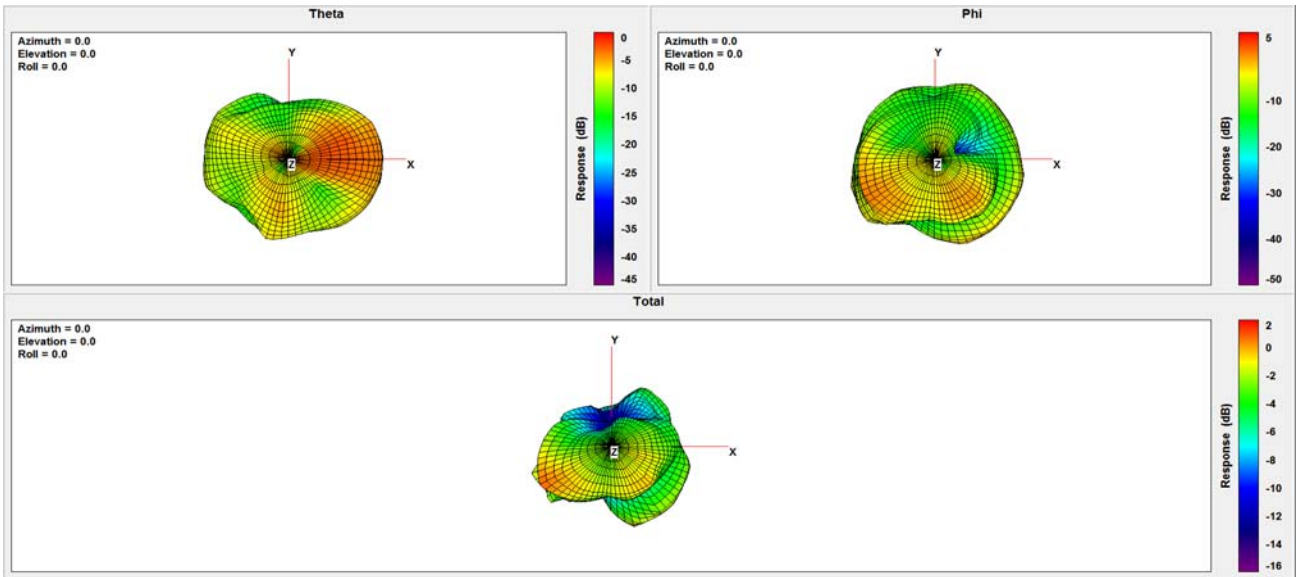 Theta
Azimuth = 0.0
Elevation = 0.0
Roll = 0.0
Y
X
Z
0
-5
-10
-15
-20
-25
-30
-35
-40
-45
Response (dB)
Phi
Azimuth = 0.0
Elevation = 0.0
Roll = 0.0
Y
X
Z
5
-10
-20
-30
-40
-50
Response (dB)
Total
Azimuth = 0.0
Elevation = 0.0
Roll = 0.0
Y
X
Z
2
0
-2
-4
-6
-8
-10
-12
-14
-16
Response (dB)